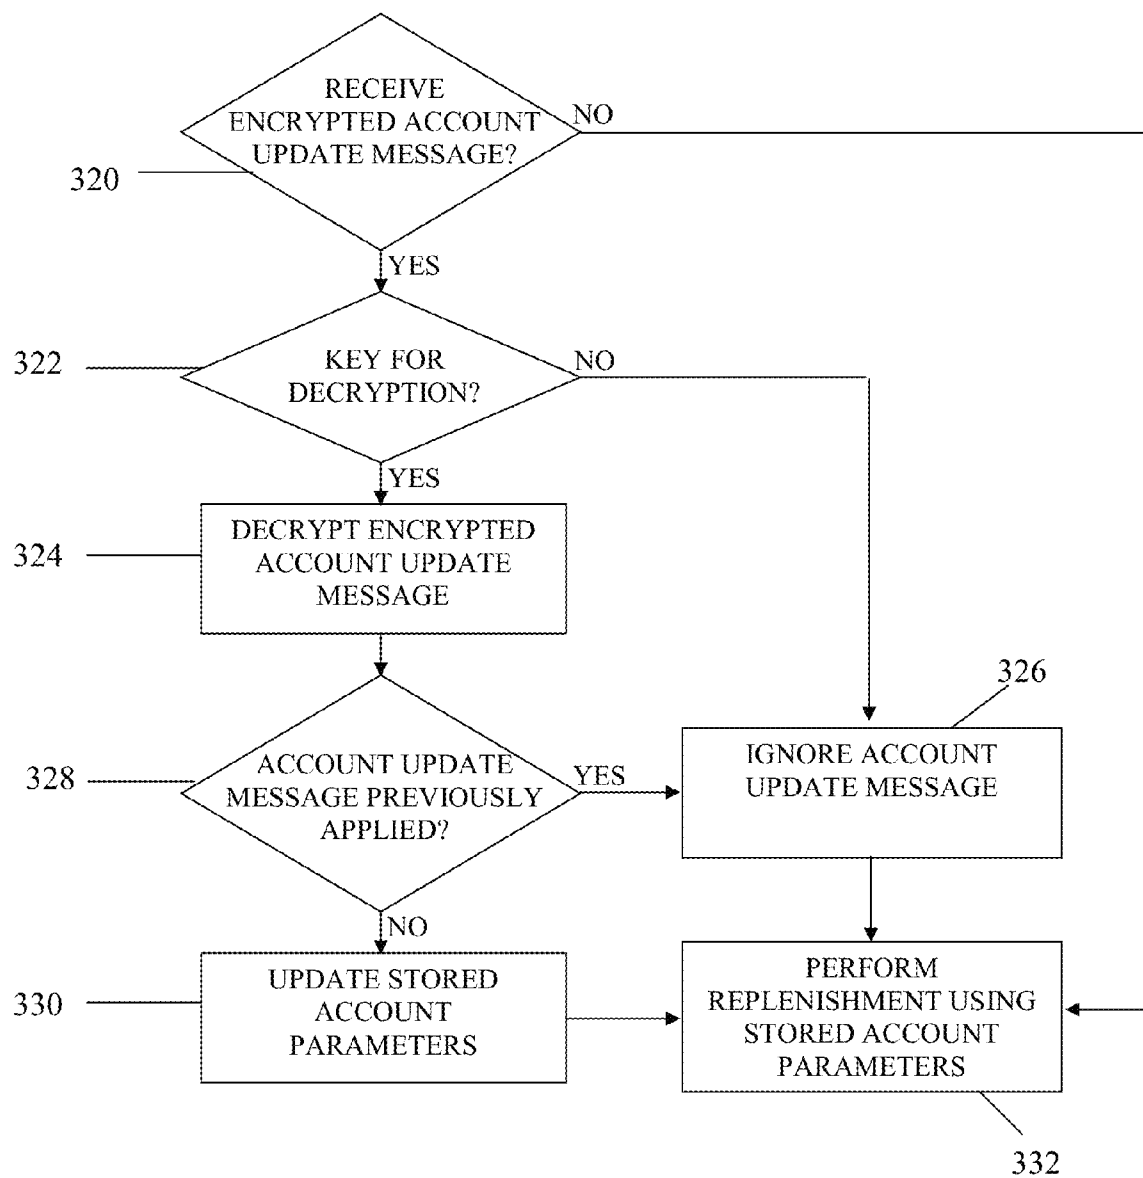 RECEIVE
ENCRYPTED ACCOUNT
UPDATE MESSAGE?
NO
320
YES
322
KEY FOR
DECRYPTION?
NO
YES
324
DECRYPT ENCRYPTED
ACCOUNT UPDATE
MESSAGE
326
328
ACCOUNT UPDATE
MESSAGE PREVIOUSLY
APPLIED?
YES
IGNORE ACCOUNT
UPDATE MESSAGE
NO
330
UPDATE STORED
ACCOUNT
PARAMETERS
PERFORM
REPLENISHMENT USING
STORED ACCOUNT
PARAMETERS
332